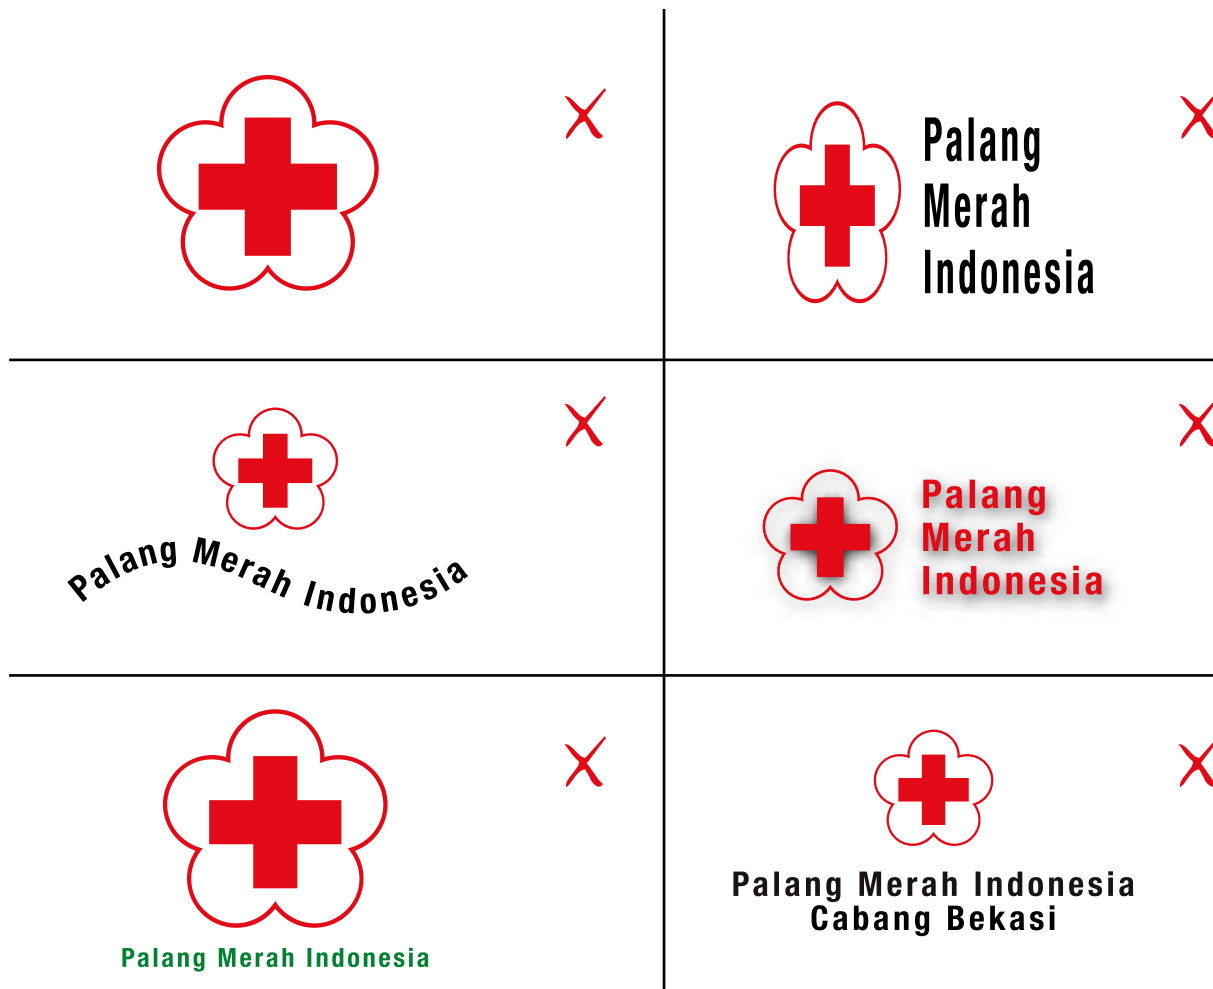 Palang
Merah
Indonesia
Palang Merah Indonesia
Palang
Merah
Indonesia
Palang Merah Indonesia
Palang Merah Indonesia
Cabang Bekasi